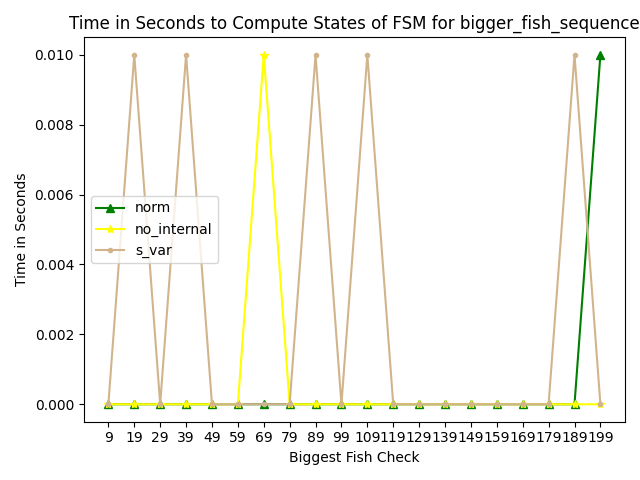 Time in Seconds to Compute States of FSM for bigger_fish_sequence
0.010
0.008
0.006
0.004
0.002
0.000
Time in Seconds
norm
no_internal
s_var
9 19 29 39 49 59 69 79 89 99 109 119 129 139 149 159 169 179 189 199
Biggest Fish Check